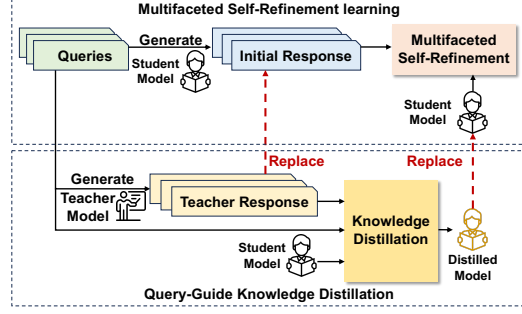 Multifaceted Self-Refinement learning
Queries
Generate
Student
Model
Initial Response
Multifaceted
Self-Refinement
Student
Model
Replace
Replace
Generate
Teacher
Model
Teacher Response
Knowledge
Distillation
Student
Model
Distilled
Model
Query-Guide Knowledge Distillation